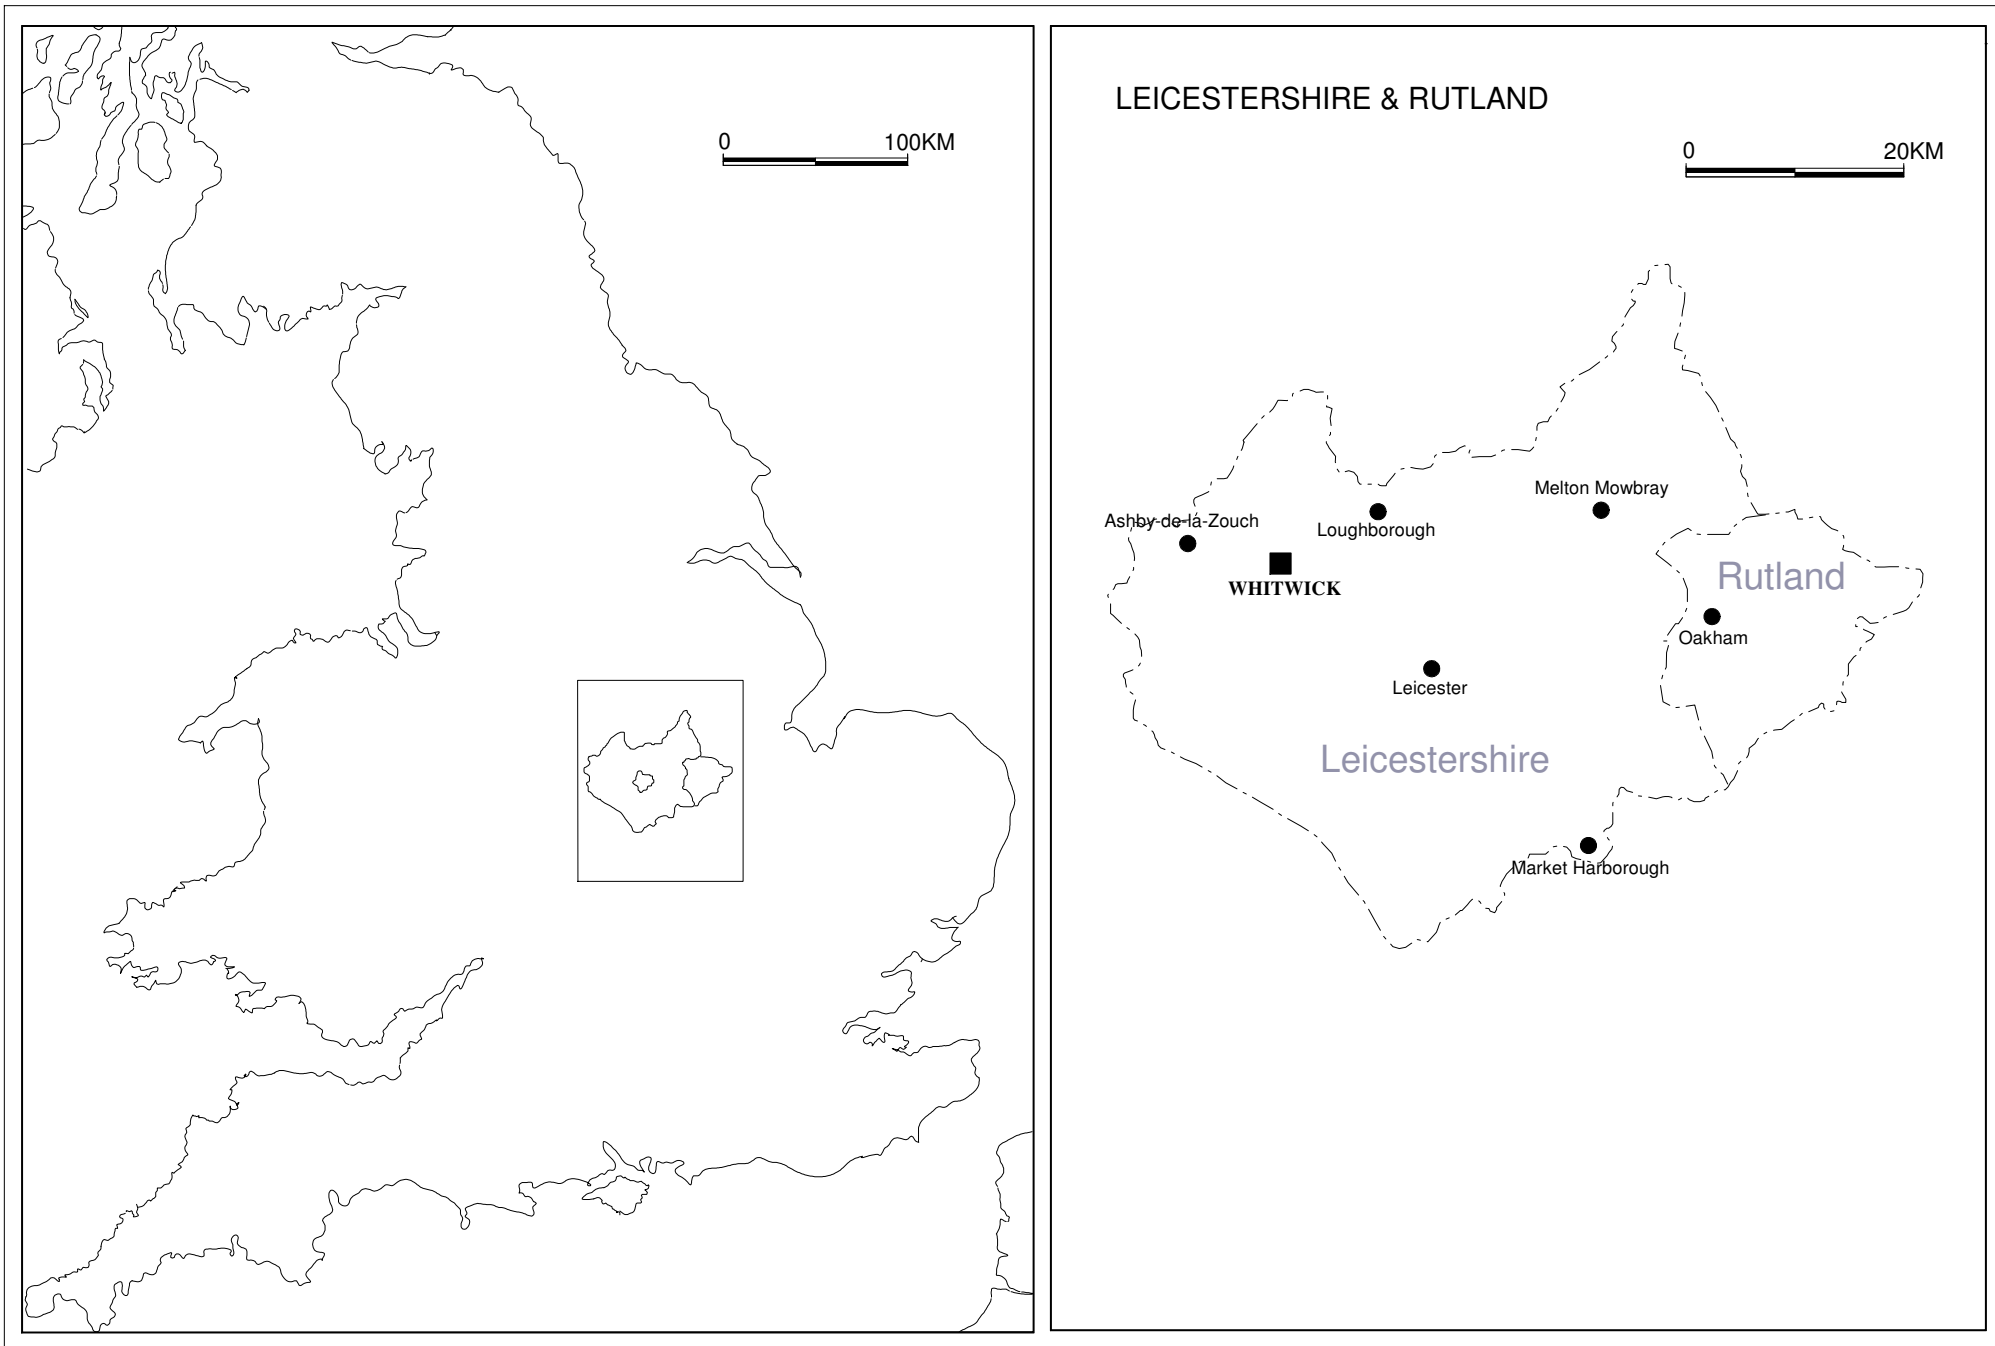 0 100KM
LEICESTERSHIRE & RUTLAND
0 20KM
Melton Mowbray
Ashby-de-la-Zouch
Loughborough
WHITWICK
Rutland
Oakham
Leicester
Leicestershire
Market Harborough